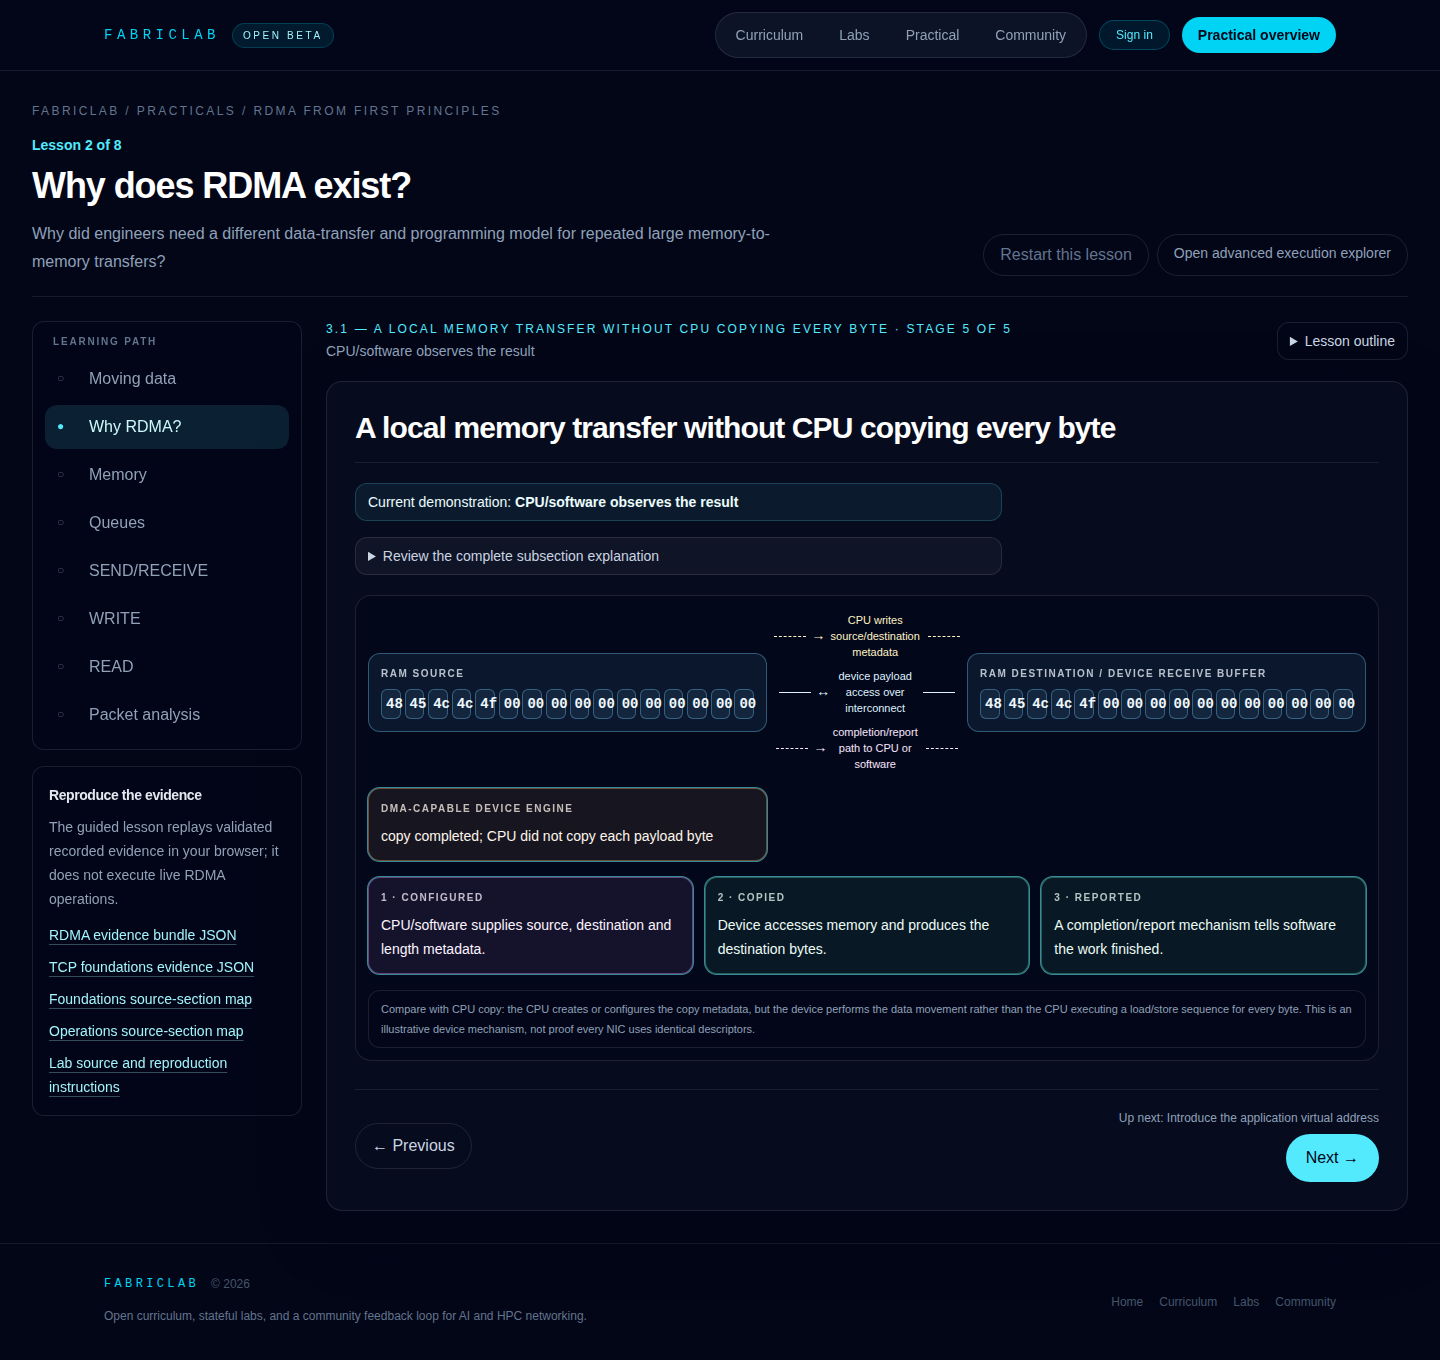 FABRICLAB OPEN BETA Curriculum Labs Practical Community Sign in Practical overview
FABRICLAB / PRACTICALS / RDMA FROM FIRST PRINCIPLES
Lesson 2 of 8
Why does RDMA exist?
Why did engineers need a different data-transfer and programming model for repeated large memory-to-
memory transfers?
Restart this lesson Open advanced execution explorer
LEARNING PATH
○ Moving data
● Why RDMA?
○ Memory
○ Queues
○ SEND/RECEIVE
○ WRITE
○ READ
○ Packet analysis
Reproduce the evidence
The guided lesson replays validated
recorded evidence in your browser; it
does not execute live RDMA
operations.
RDMA evidence bundle JSON
TCP foundations evidence JSON
Foundations source-section map
Operations source-section map
Lab source and reproduction
instructions
3.1 — A LOCAL MEMORY TRANSFER WITHOUT CPU COPYING EVERY BYTE · STAGE 5 OF 5
CPU/software observes the result
▶ Lesson outline
A local memory transfer without CPU copying every byte
Current demonstration: CPU/software observes the result
▶ Review the complete subsection explanation
RAM SOURCE
48 45 4c 4c 4f 00 00 00 00 00 00 00 00 00 00 00
→ CPU writes
source/destination
metadata
↔ device payload
access over
interconnect
→ completion/report
path to CPU or
software
RAM DESTINATION / DEVICE RECEIVE BUFFER
48 45 4c 4c 4f 00 00 00 00 00 00 00 00 00 00 00
DMA-CAPABLE DEVICE ENGINE
copy completed; CPU did not copy each payload byte
1 · CONFIGURED
CPU/software supplies source, destination and
length metadata.
2 · COPIED
Device accesses memory and produces the
destination bytes.
3 · REPORTED
A completion/report mechanism tells software
the work finished.
Compare with CPU copy: the CPU creates or configures the copy metadata, but the device performs the data movement rather than the CPU executing a load/store sequence for every byte. This is an
illustrative device mechanism, not proof every NIC uses identical descriptors.
Up next: Introduce the application virtual address
← Previous
Next →
FABRICLAB © 2026
Open curriculum, stateful labs, and a community feedback loop for AI and HPC networking.
Home Curriculum Labs Community